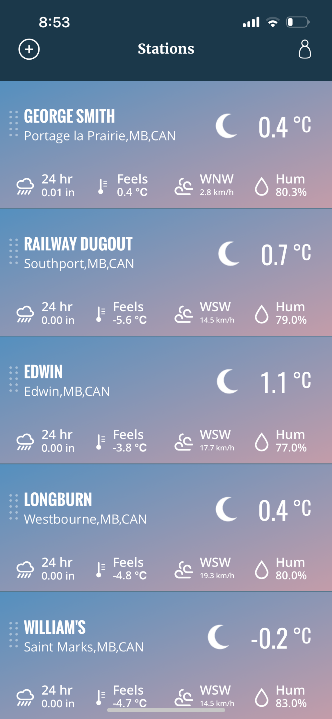 8:53
Stations
GEORGE SMITH
Portage la Prairie,MB,CAN
0.4 °C
24 hr Feels WNW Hum
0.01 in 0.4 °C 2.8 km/h 80.3%
RAILWAY DUGOUT
Southport,MB,CAN
0.7 °C
24 hr Feels WSW Hum
0.00 in -5.6 °C 14.5 km/h 79.0%
EDWIN
Edwin,MB,CAN
1.1 °C
24 hr Feels WSW Hum
0.00 in -3.8 °C 17.7 km/h 77.0%
LONGBURN
Westbourne,MB,CAN
0.4 °C
24 hr Feels WSW Hum
0.00 in -4.8 °C 19.3 km/h 80.0%
WILLIAM'S
Saint Marks,MB,CAN
-0.2 °C
24 hr Feels WSW Hum
0.00 in -4.7 °C 14.5 km/h 83.0%